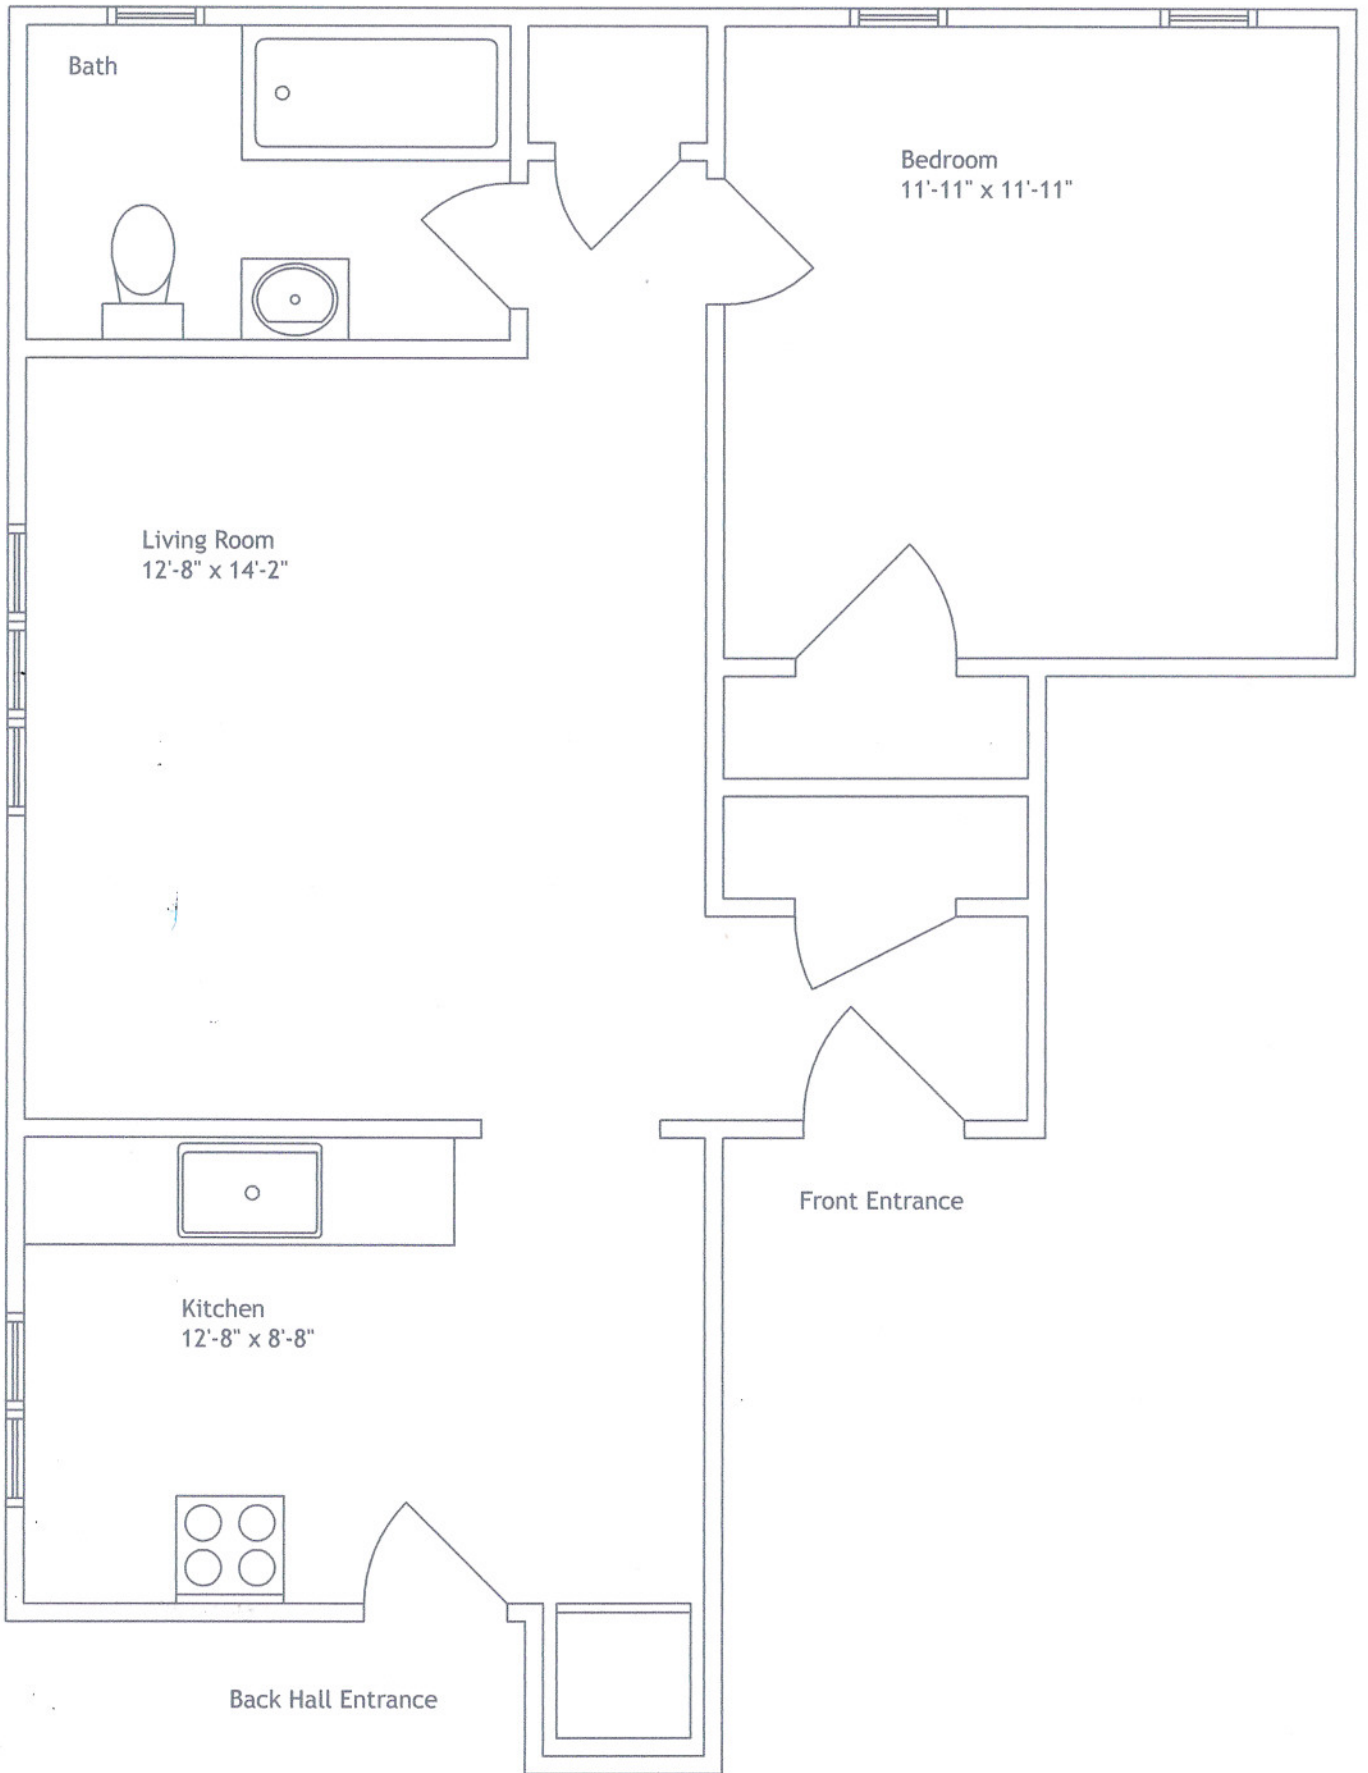 Bath
Bedroom
11'-11" x 11'-11"
Living Room
12'-8" x 14'-2"
Front Entrance
Kitchen
12'-8" x 8'-8"
Back Hall Entrance